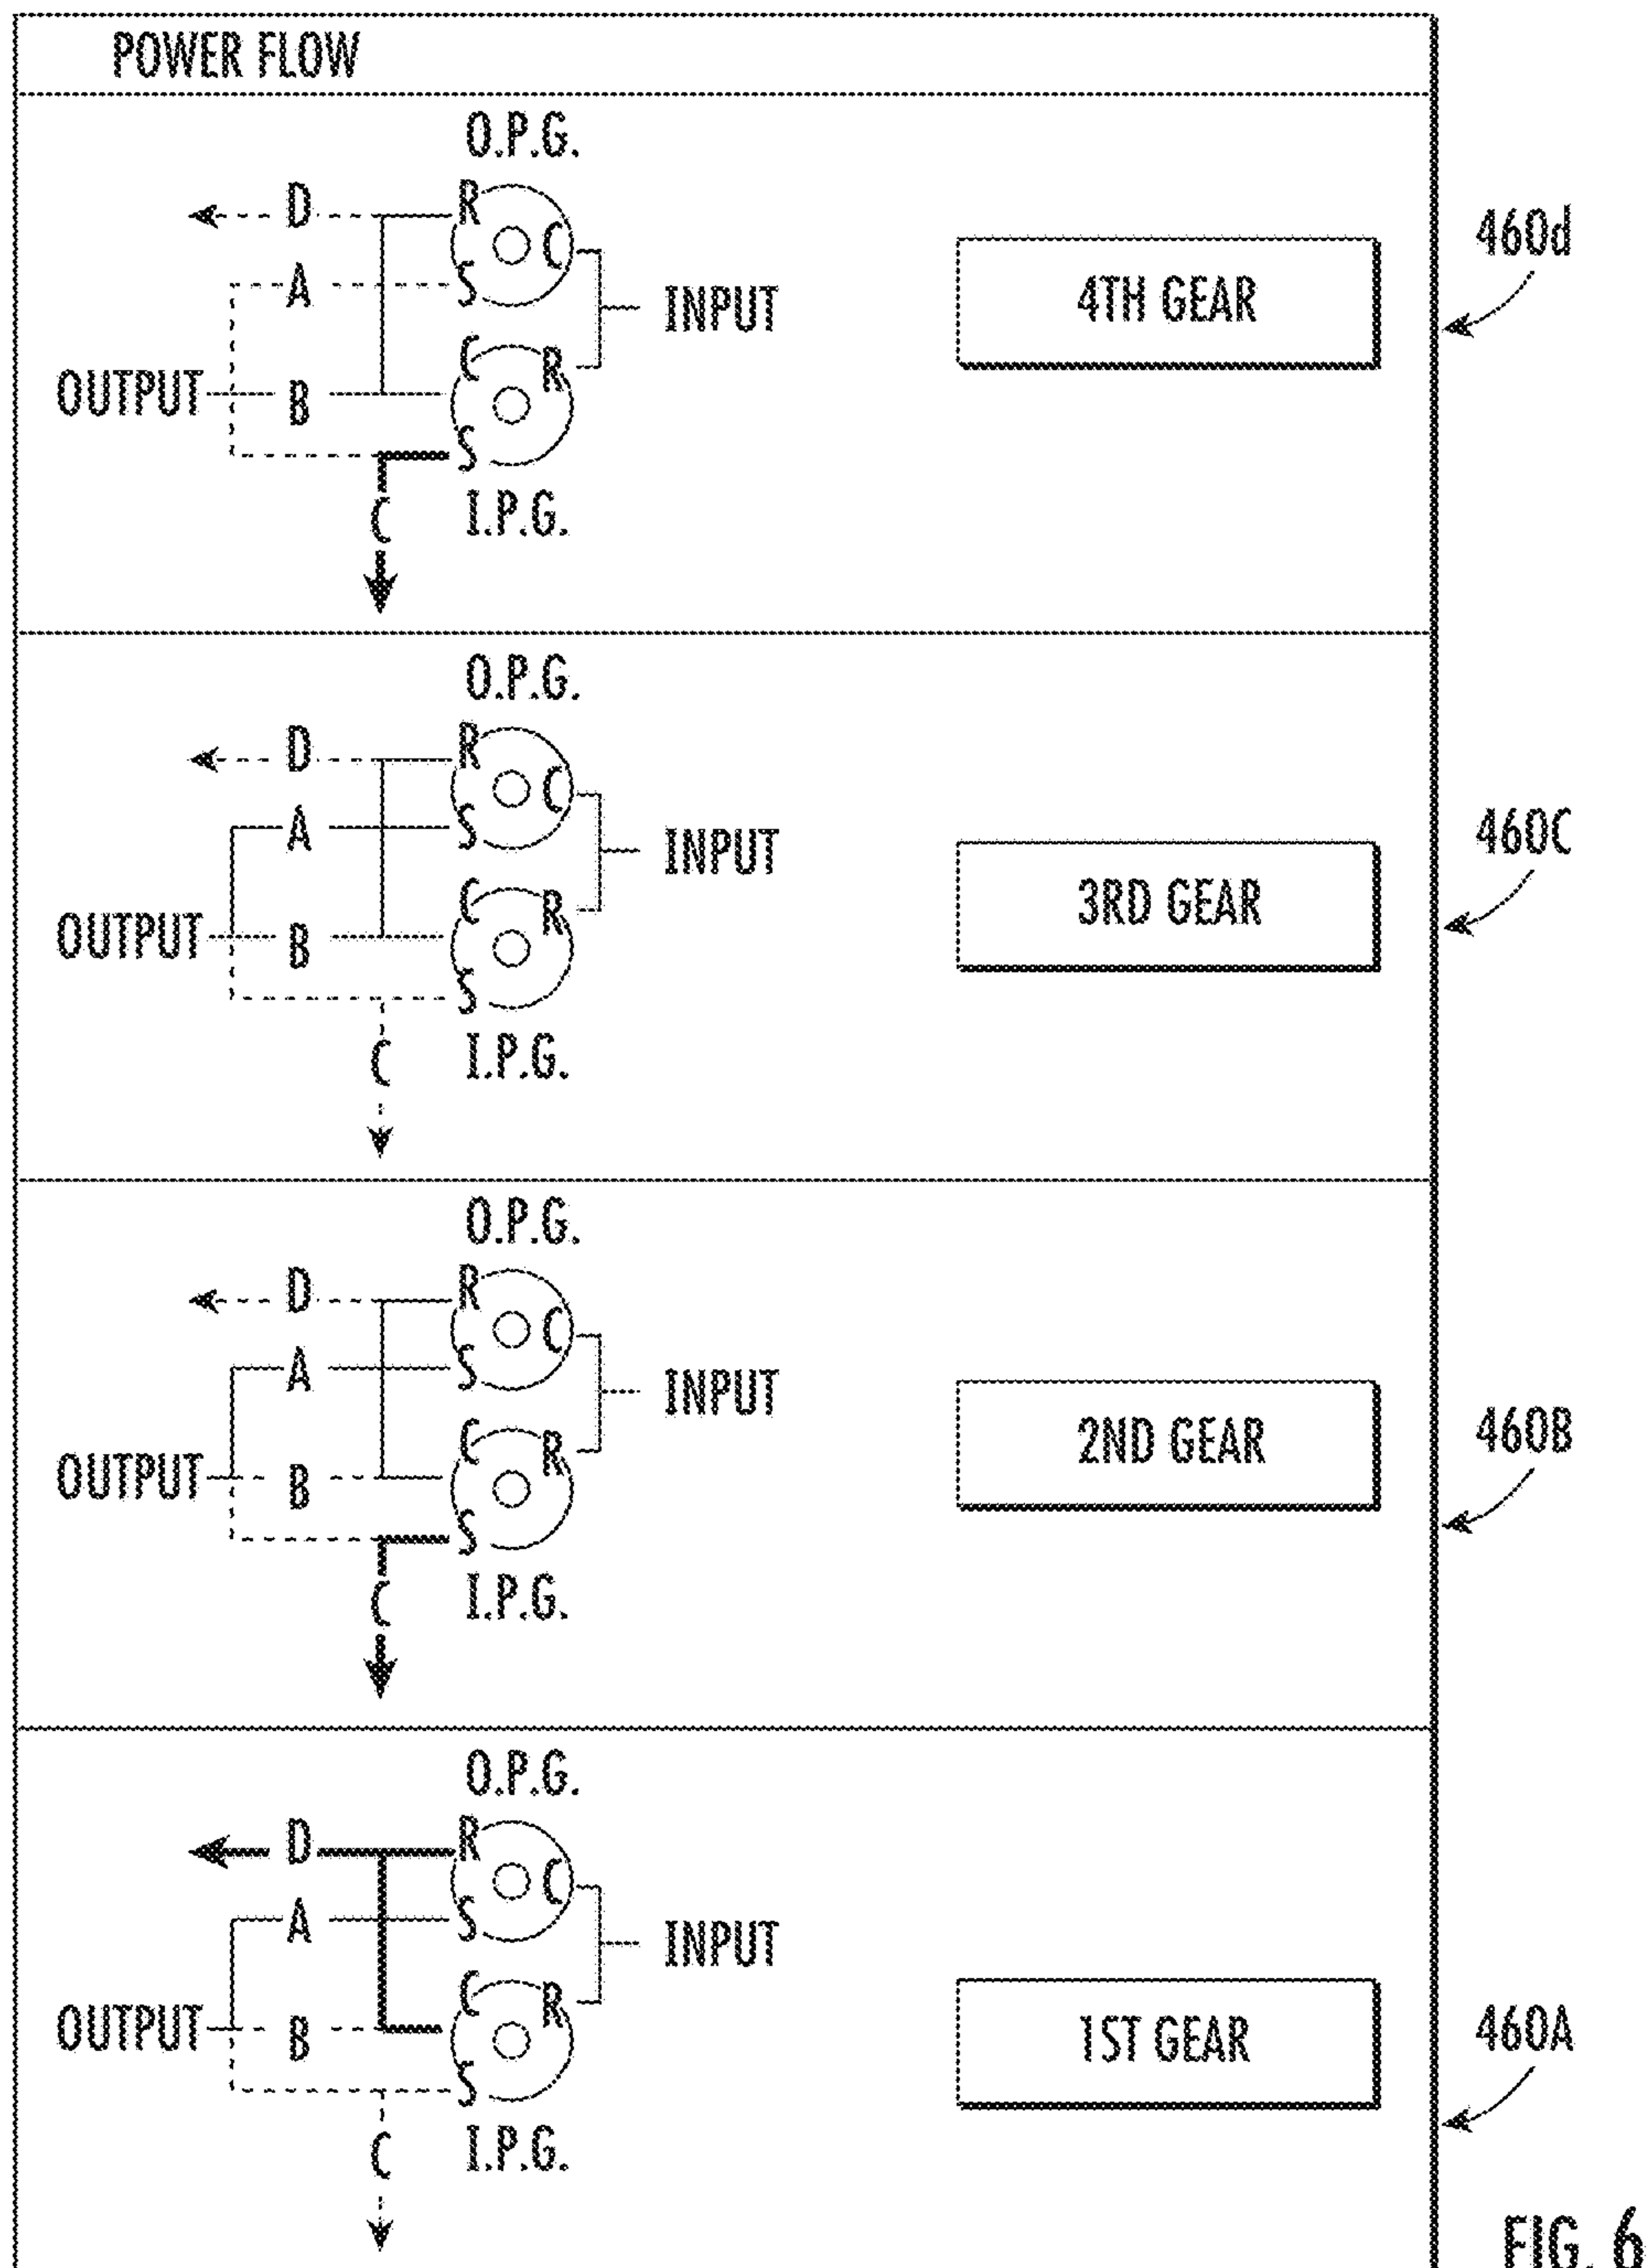 POWER FLOW
O.P.G.
D R
C
460d
A S
INPUT
4TH GEAR
C R
OUTPUT B
S
C I.P.G.
O.P.G.
D R
C
460C
A S
INPUT
3RD GEAR
C R
OUTPUT B
S
C I.P.G.
O.P.G.
D R
C
A S
INPUT
460B
2ND GEAR
C R
OUTPUT B
S
C I.P.G.
O.P.G.
D R
C
A S
INPUT
C R
460A
OUTPUT B
1ST GEAR
S
C I.P.G.
FIG. 6